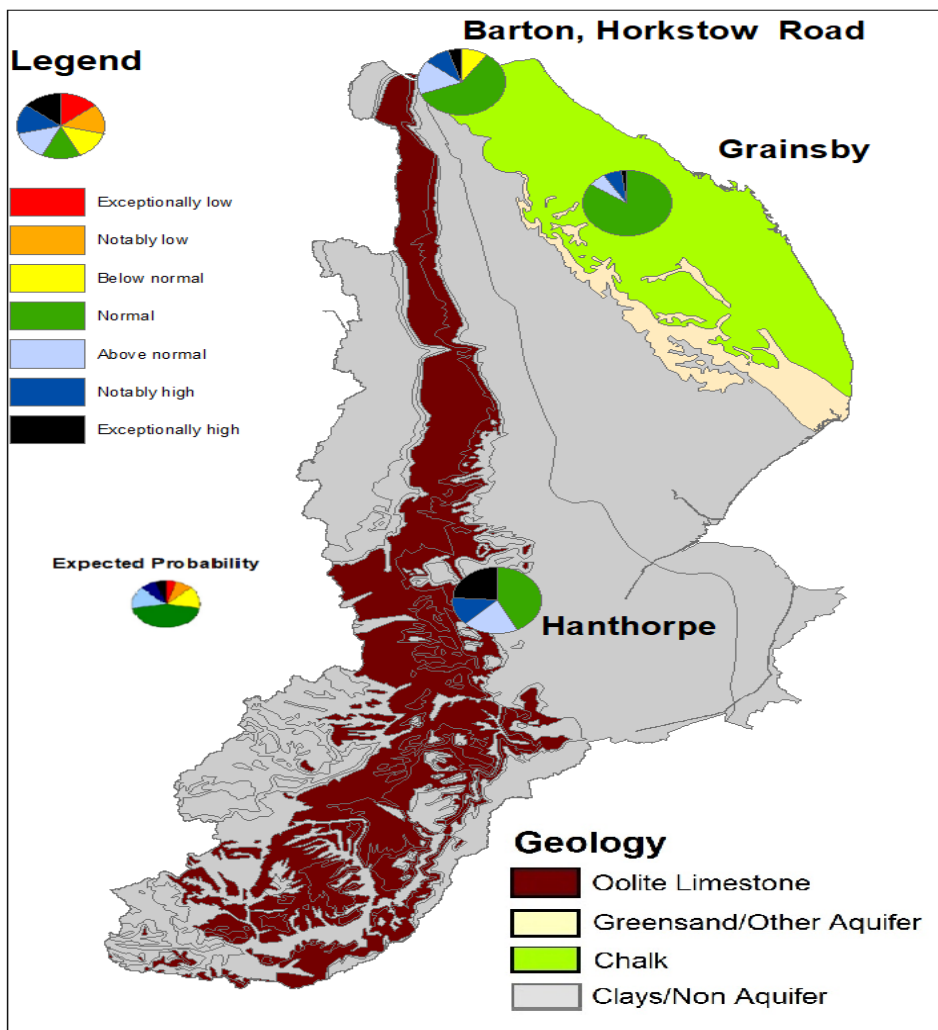 Barton, Horkstow Road
Legend
Grainsby
Exceptionally low
Notably low
Below normal
Normal
Above normal
Notably high
Exceptionally high
Expected Probability
Hanthorpe
Geology
Oolite Limestone
Greensand/Other Aquifer
Chalk
Clays/Non Aquifer